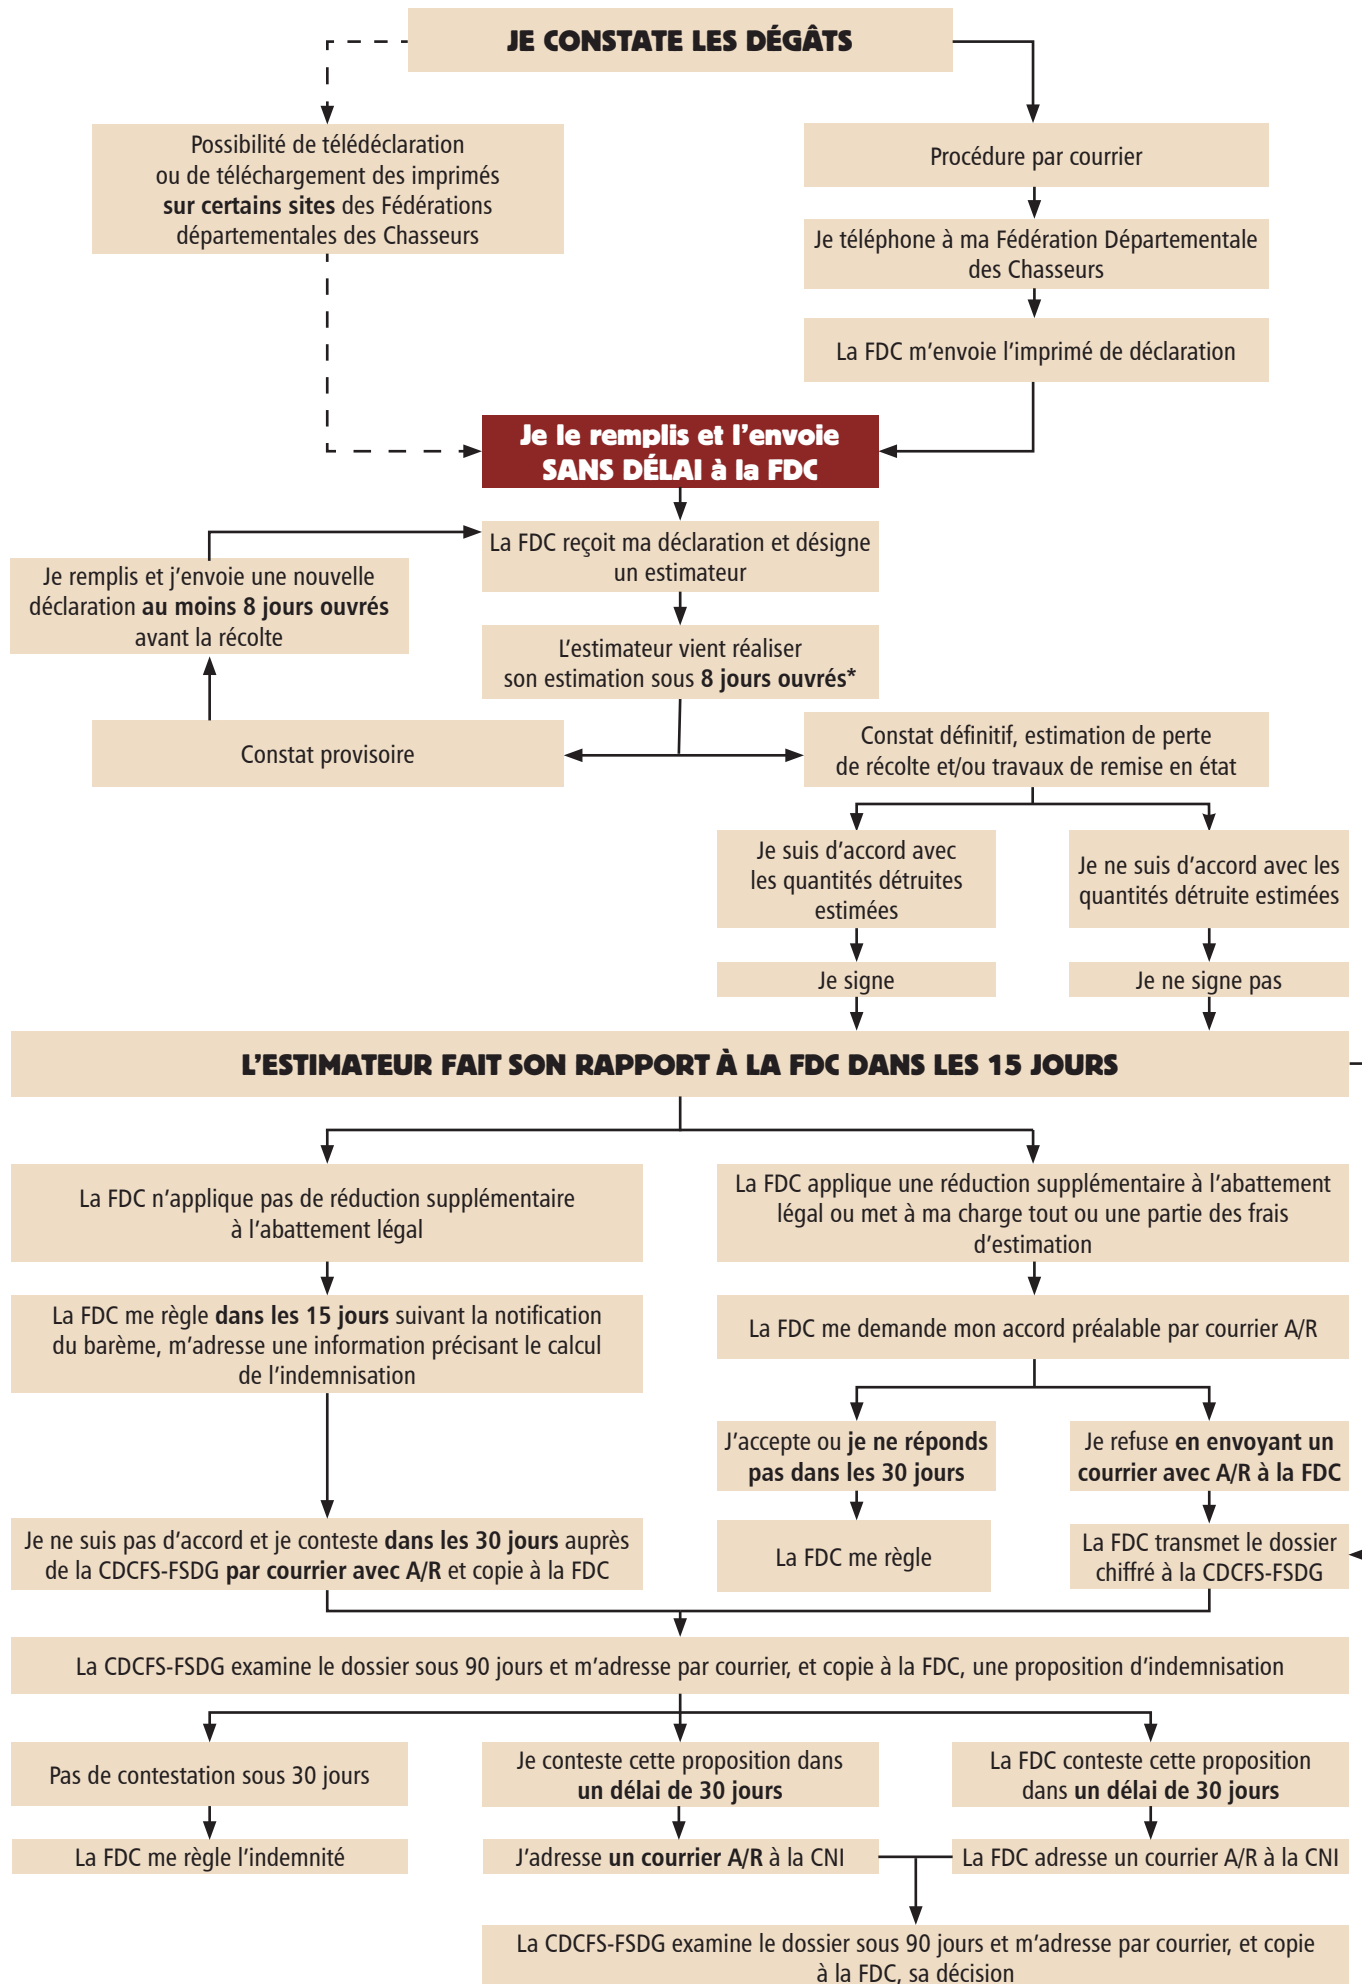 JE CONSTATE LES DÉGÂTS
Possibilité de télédéclaration
ou de téléchargement des imprimés
sur certains sites des Fédérations
départementales des Chasseurs
Procédure par courrier
Je téléphone à ma Fédération Départementale
des Chasseurs
La FDC m'envoie l'imprimé de déclaration
Je le remplis et l'envoie
SANS DÉLAI à la FDC
La FDC reçoit ma déclaration et désigne
un estimateur
Je remplis et j'envoie une nouvelle
déclaration au moins 8 jours ouvrés
avant la récolte
L'estimateur vient réaliser
son estimation sous 8 jours ouvrés*
Constat provisoire
Constat définitif, estimation de perte
de récolte et/ou travaux de remise en état
Je suis d'accord avec
les quantités détruites
estimées
Je ne suis d'accord avec les
quantités détruite estimées
Je signe
Je ne signe pas
L'ESTIMATEUR FAIT SON RAPPORT À LA FDC DANS LES 15 JOURS
La FDC n'applique pas de réduction supplémentaire
à l'abattement légal
La FDC applique une réduction supplémentaire à l'abattement
légal ou met à ma charge tout ou une partie des frais
d'estimation
La FDC me règle dans les 15 jours suivant la notification
du barème, m'adresse une information précisant le calcul
de l'indemnisation
La FDC me demande mon accord préalable par courrier A/R
J'accepte ou je ne réponds
pas dans les 30 jours
Je refuse en envoyant un
courrier avec A/R à la FDC
Je ne suis pas d'accord et je conteste dans les 30 jours auprès
de la CDCFS-FSDG par courrier avec A/R et copie à la FDC
La FDC me règle
La FDC transmet le dossier
chiffré à la CDCFS-FSDG
La CDCFS-FSDG examine le dossier sous 90 jours et m'adresse par courrier, et copie à la FDC, une proposition d'indemnisation
Pas de contestation sous 30 jours
Je conteste cette proposition dans
un délai de 30 jours
La FDC conteste cette proposition
dans un délai de 30 jours
La FDC me règle l'indemnité
J'adresse un courrier A/R à la CNI
La FDC adresse un courrier A/R à la CNI
La CDCFS-FSDG examine le dossier sous 90 jours et m'adresse par courrier, et copie
à la FDC, sa décision